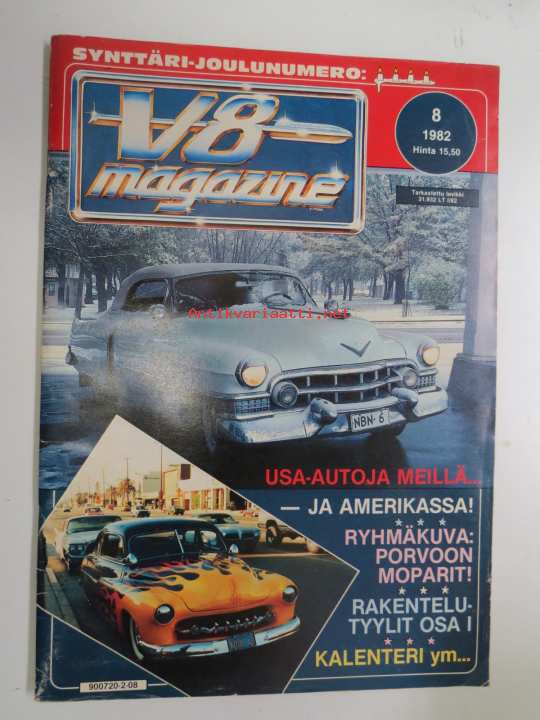 SYNTTÄRI-JOULUNUMERO:
V8
magazine
8
1982
Hinta 15,50
Tarkastettu levikki
31.932 LT 1/82
Antikvariaatti.net
NBN-6
USA-AUTOJA MEILLÄ...
— JA AMERIKASSA!
★ ★ ★
RYHMÄKUVA:
PORVOON
MOPARIT!
★ ★ ★
RAKENTELU-
TYYLIT OSA I
★ ★ ★
KALENTERI ym...
900720-2-08